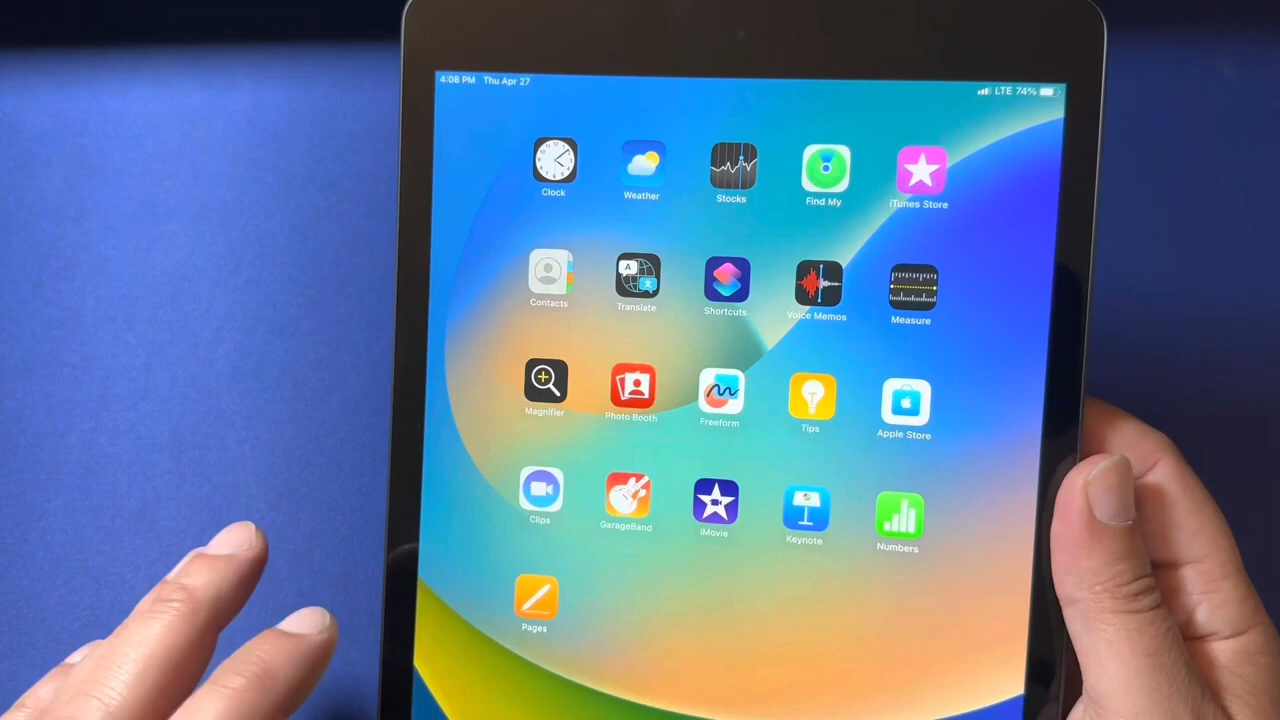 4:08 PM Thu Apr 27
LTE 74%
Clock Weather Stocks Find My iTunes Store
A 文
Contacts Translate Shortcuts Voice Memos Measure
Magnifier Photo Booth Freeform Tips Apple Store
Clips GarageBand iMovie Keynote Numbers
Pages